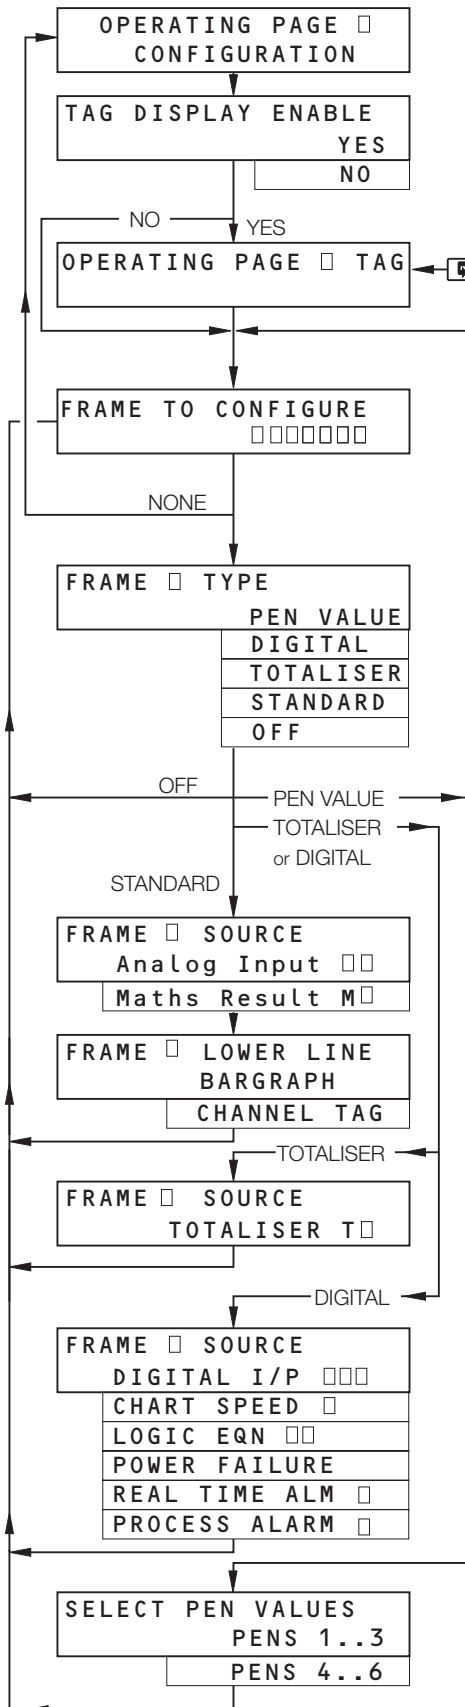 OPERATING PAGE □
CONFIGURATION
TAG DISPLAY ENABLE
YES
NO
NO
YES
OPERATING PAGE □ TAG
FRAME TO CONFIGURE
□□□□□□□
NONE
FRAME □ TYPE
PEN VALUE
DIGITAL
TOTALISER
STANDARD
OFF
OFF
PEN VALUE
TOTALISER
or DIGITAL
STANDARD
FRAME □ SOURCE
Analog Input □□
Maths Result M□
FRAME □ LOWER LINE
BARGRAPH
CHANNEL TAG
TOTALISER
FRAME □ SOURCE
TOTALISER T□
DIGITAL
FRAME □ SOURCE
DIGITAL I/P □□□
CHART SPEED □
LOGIC EQN □□
POWER FAILURE
REAL TIME ALM □
PROCESS ALARM □
SELECT PEN VALUES
PENS 1..3
PENS 4..6